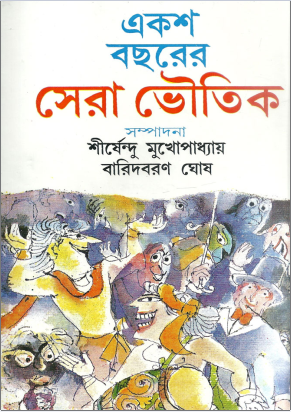 একশ
বছরের
সেরা ভৌতিক
সম্পাদনা
শীর্ষেন্দু মুখোপাধ্যায়
বারিদবরণ ঘোষ